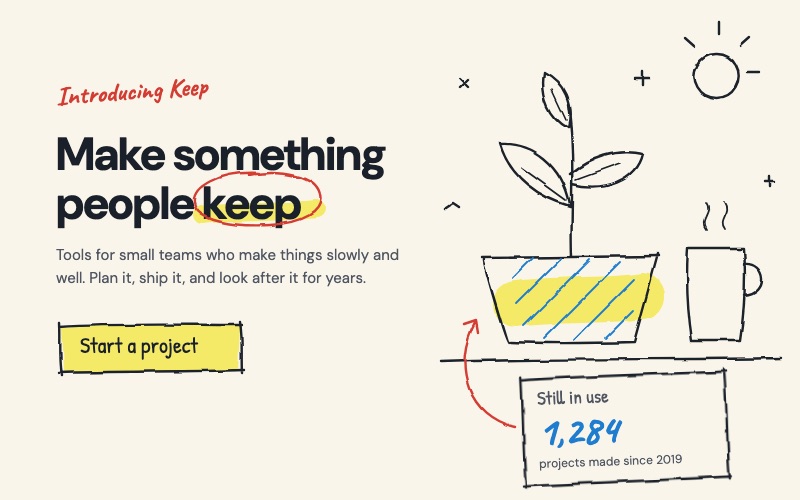 Introducing Keep
Make something
people keep
Tools for small teams who make things slowly and
well. Plan it, ship it, and look after it for years.
Start a project
Still in use
1,284
projects made since 2019